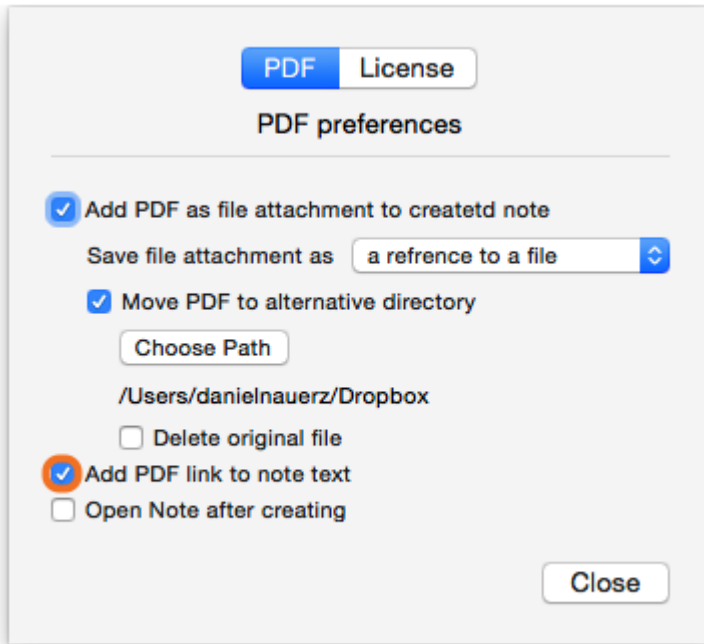 PDF License
PDF preferences
Add PDF as file attachment to createtd note
Save file attachment as a refrence to a file
Move PDF to alternative directory
Choose Path
/Users/danielnauerz/Dropbox
Delete original file
Add PDF link to note text
Open Note after creating
Close